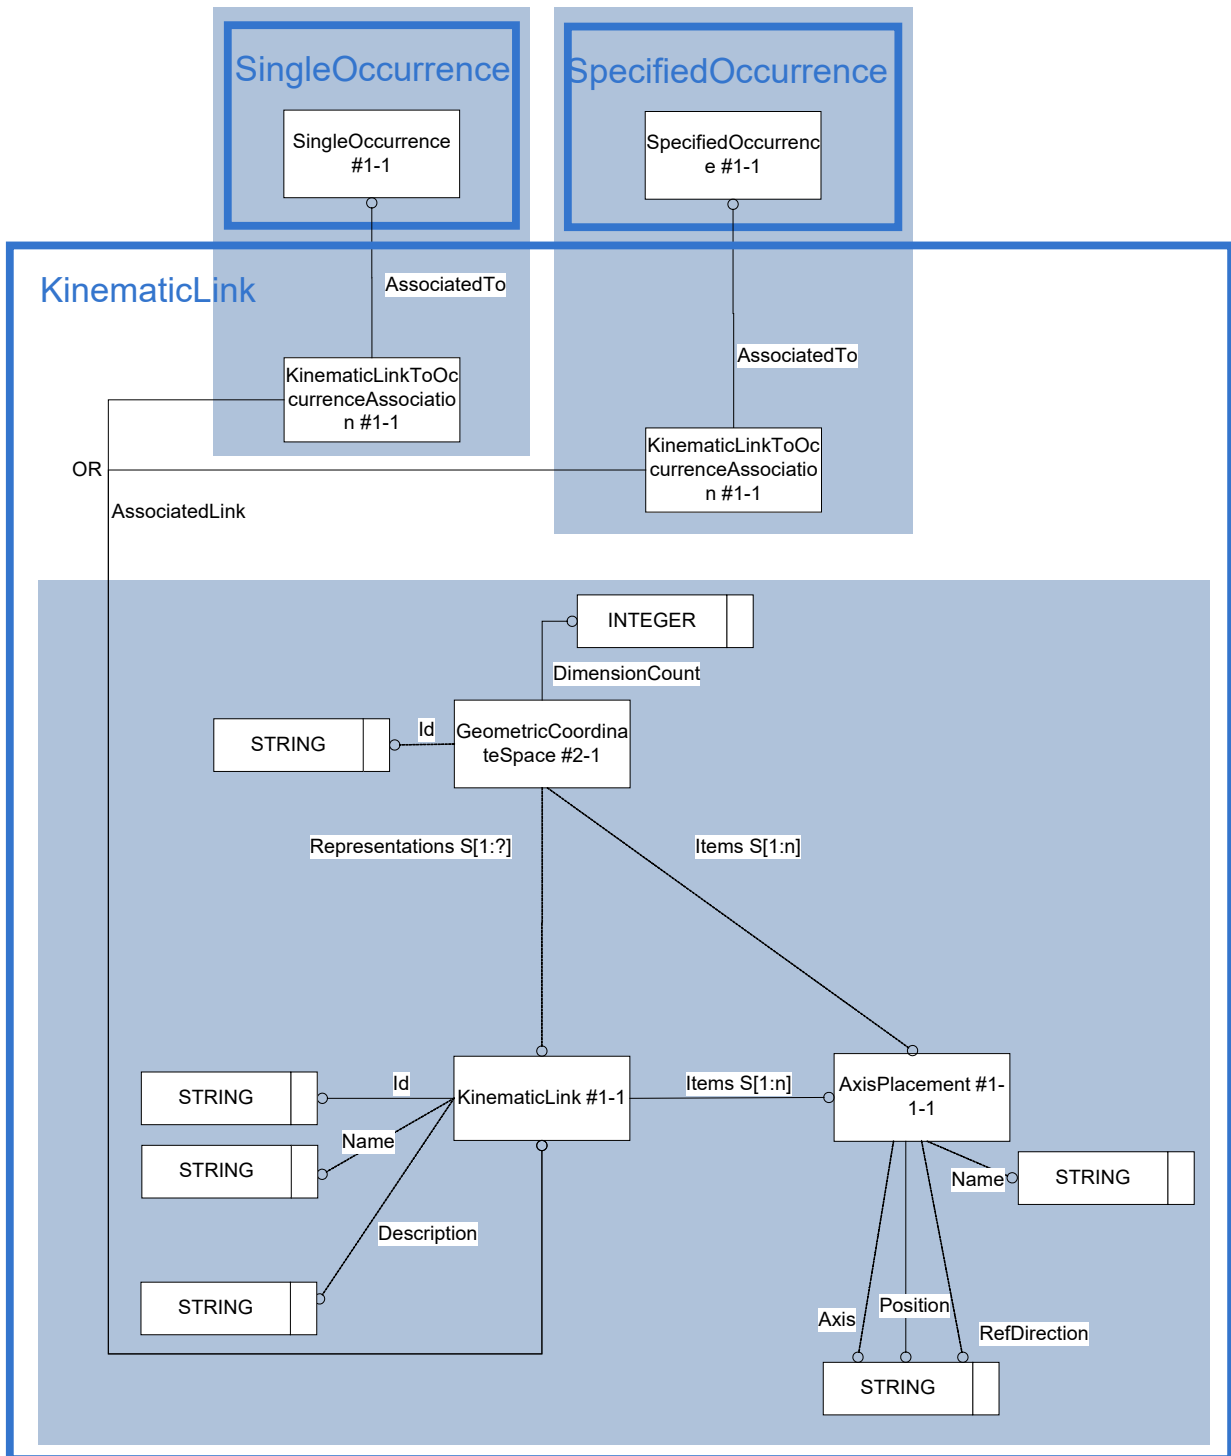 SingleOccurrence
SpecifiedOccurrence
SingleOccurrence
#1-1
SpecifiedOccurrenc
e #1-1
KinematicLink
AssociatedTo
AssociatedTo
KinematicLinkToOc
currenceAssociatio
n #1-1
KinematicLinkToOc
currenceAssociatio
n #1-1
OR
AssociatedLink
INTEGER
DimensionCount
STRING
Id
GeometricCoordina
teSpace #2-1
Representations S[1:?]
Items S[1:n]
STRING
Id
KinematicLink #1-1
Items S[1:n]
AxisPlacement #1-
1-1
Name
STRING
Name
STRING
Description
STRING
Axis
Position
RefDirection
STRING